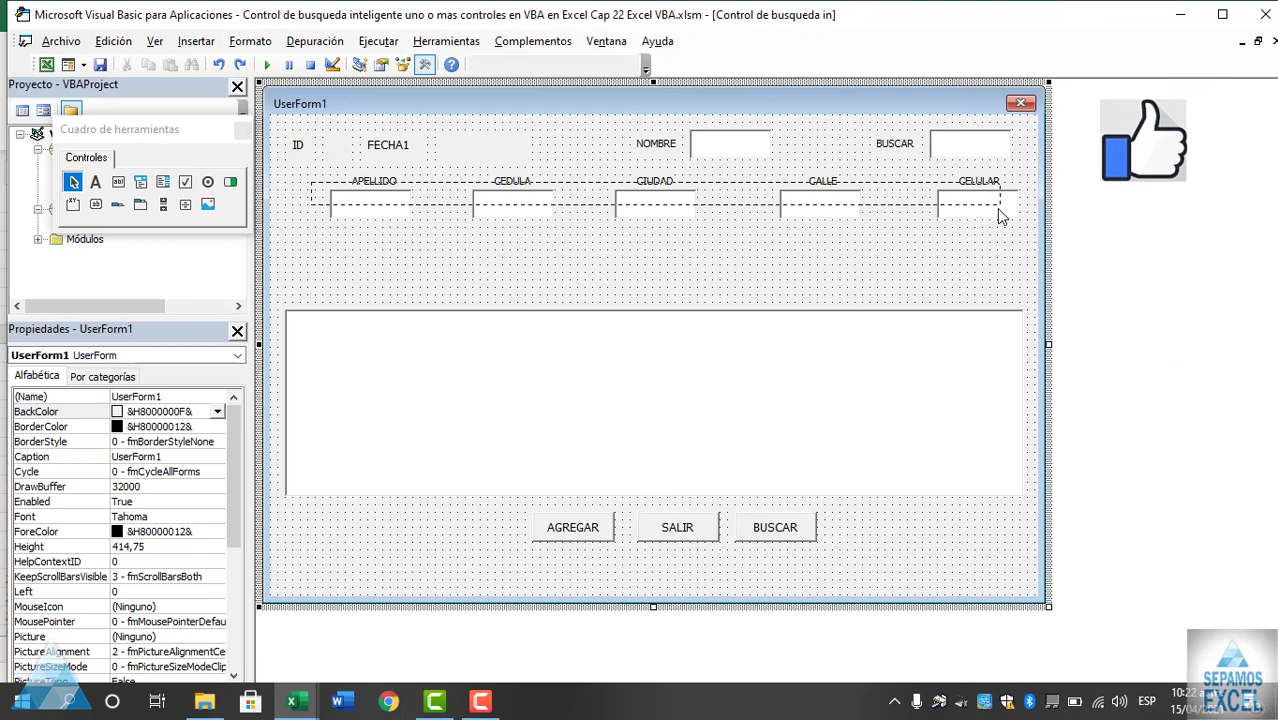 Microsoft Visual Basic para Aplicaciones - Control de busqueda inteligente uno o mas controles en VBA en Excel Cap 22 Excel VBA.xlsm - [Control de busqueda in]
Archivo Edición Ver Insertar Formato Depuración Ejecutar Herramientas Complementos Ventana Ayuda
Proyecto - VBAProject
Cuadro de herramientas
Controles
Módulos
Propiedades - UserForm1
UserForm1 UserForm
Alfabética Por categorías
(Name) UserForm1
BackColor &H8000000F&
BorderColor &H80000012&
BorderStyle 0 - fmBorderStyleNone
Caption UserForm1
Cycle 0 - fmCycleAllForms
DrawBuffer 32000
Enabled True
Font Tahoma
ForeColor &H80000012&
Height 414,75
HelpContextID 0
KeepScrollBarsVisible 3 - fmScrollBarsBoth
Left 0
MouseIcon (Ninguno)
MousePointer 0 - fmMousePointerDefau
Picture (Ninguno)
PictureAlignment 2 - fmPictureAlignmentCe
PictureSizeMode 0 - fmPictureSizeModeClip
PictureTiling False
UserForm1
ID FECHA1 NOMBRE BUSCAR
APELLIDO CEDULA CIUDAD CALLE CELULAR
AGREGAR SALIR BUSCAR
SEPAMOS
EXCEL
ESP